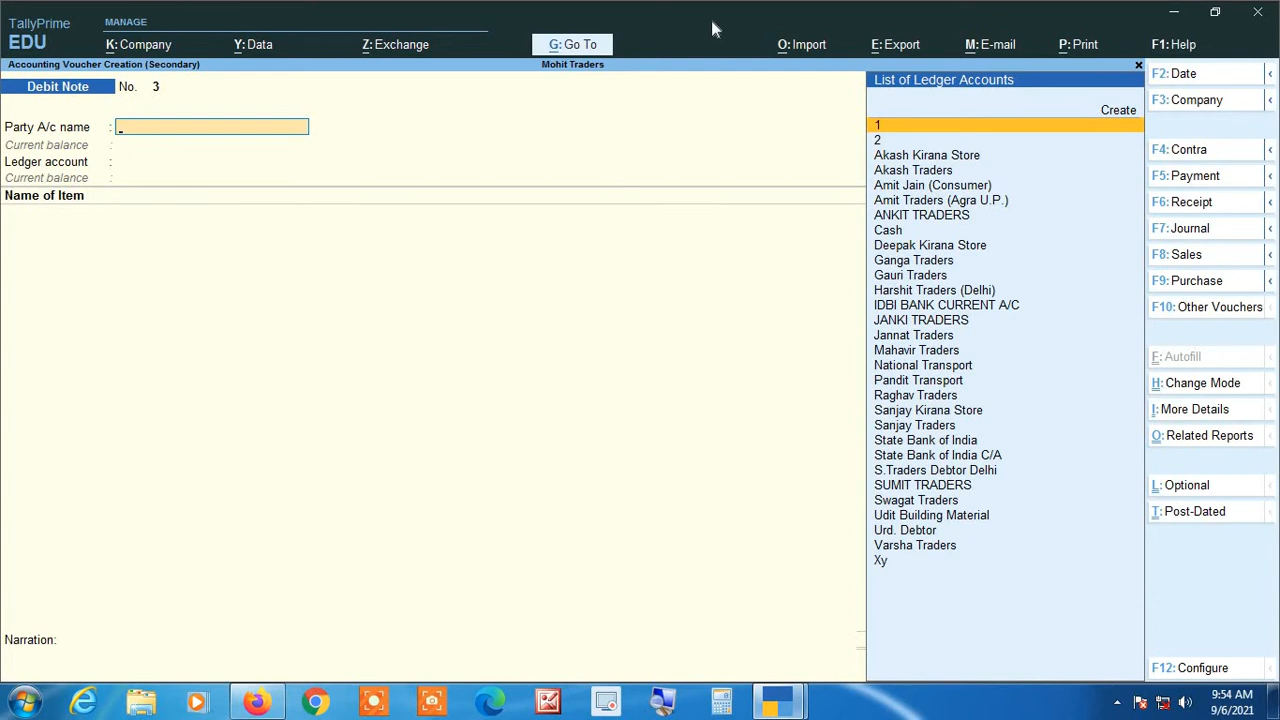 TallyPrime
EDU
MANAGE
K: Company
Y: Data
Z: Exchange
G: Go To
O: Import
E: Export
M: E-mail
P: Print
F1: Help
Accounting Voucher Creation (Secondary)
Mohit Traders
Debit Note
No. 3
Party A/c name :
Current balance :
Ledger account :
Current balance :
Name of Item
Narration:
List of Ledger Accounts
Create
1
2
Akash Kirana Store
Akash Traders
Amit Jain (Consumer)
Amit Traders (Agra U.P.)
ANKIT TRADERS
Cash
Deepak Kirana Store
Ganga Traders
Gauri Traders
Harshit Traders (Delhi)
IDBI BANK CURRENT A/C
JANKI TRADERS
Jannat Traders
Mahavir Traders
National Transport
Pandit Transport
Raghav Traders
Sanjay Kirana Store
Sanjay Traders
State Bank of India
State Bank of India C/A
S.Traders Debtor Delhi
SUMIT TRADERS
Swagat Traders
Udit Building Material
Urd. Debtor
Varsha Traders
Xy
F2: Date
F3: Company
F4: Contra
F5: Payment
F6: Receipt
F7: Journal
F8: Sales
F9: Purchase
F10: Other Vouchers
F: Autofill
H: Change Mode
I: More Details
O: Related Reports
L: Optional
T: Post-Dated
F12: Configure
9:54 AM
9/6/2021